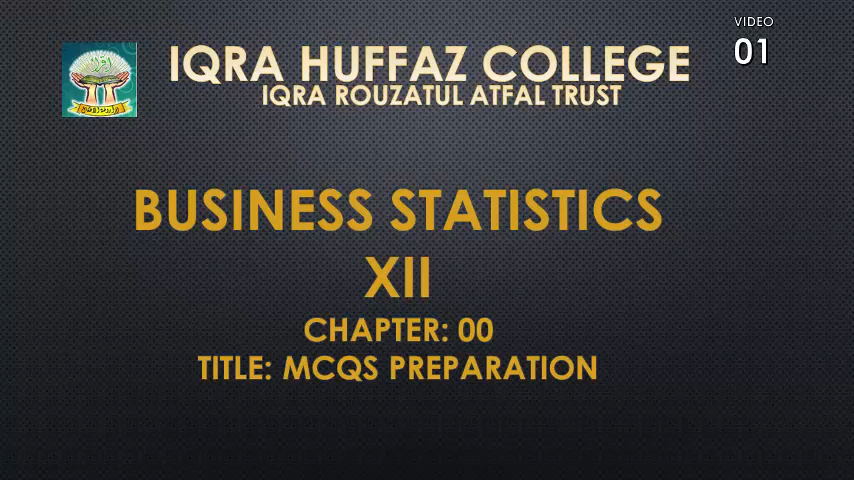 VIDEO
01
IQRA HUFFAZ COLLEGE
IQRA ROUZATUL ATFAL TRUST
BUSINESS STATISTICS
XII
CHAPTER: 00
TITLE: MCQS PREPARATION